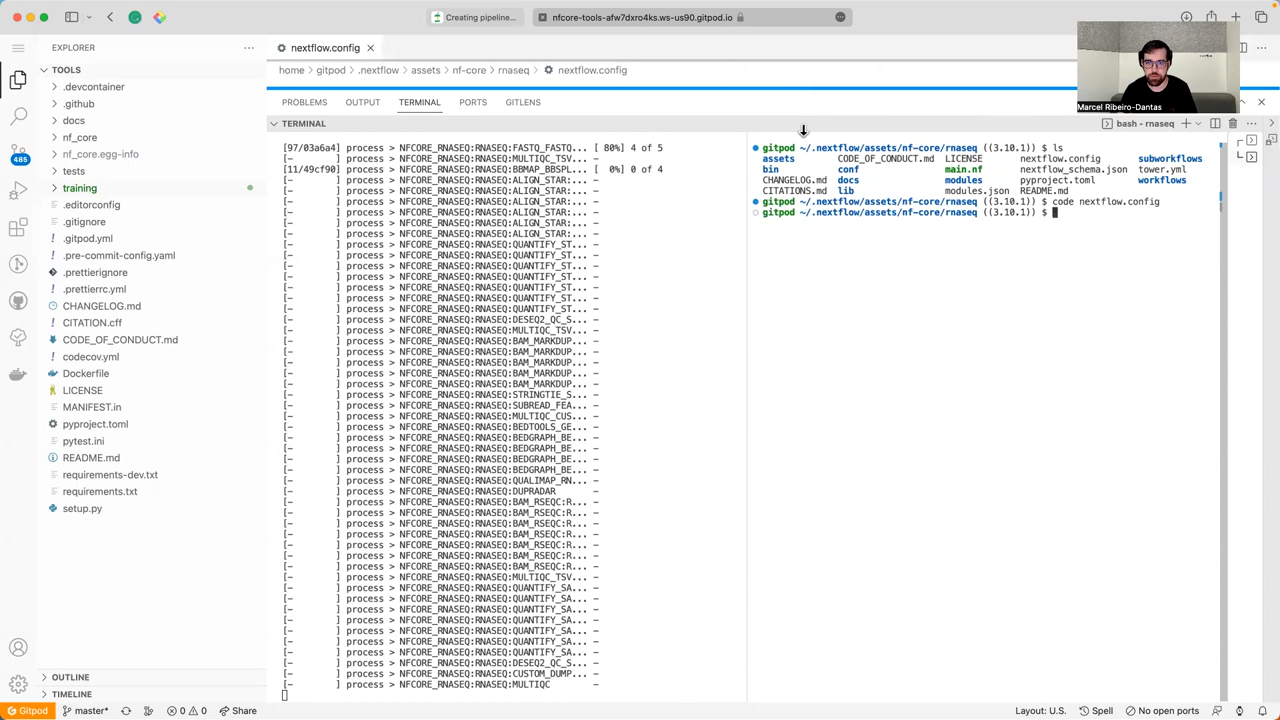 Creating pipeline...
nfcore-tools-afw7dxro4ks.ws-us90.gitpod.io
EXPLORER
nextflow.config
home > gitpod > .nextflow > assets > nf-core > rnaseq > nextflow.config
Marcel Ribeiro-Dantas
TOOLS
.devcontainer
.github
docs
nf_core
nf_core.egg-info
tests
training
.editorconfig
.gitignore
.gitpod.yml
.pre-commit-config.yaml
.prettierignore
.prettierrc.yml
CHANGELOG.md
CITATION.cff
CODE_OF_CONDUCT.md
codecov.yml
Dockerfile
LICENSE
MANIFEST.in
pyproject.toml
pytest.ini
README.md
requirements-dev.txt
requirements.txt
setup.py
OUTLINE
TIMELINE
485
PROBLEMS OUTPUT TERMINAL PORTS GITLENS
TERMINAL
bash - rnaseq
[97/03a6a4] process > NFCORE_RNASEQ:RNASEQ:FASTQ_FASTQ... [ 80%] 4 of 5
[- ] process > NFCORE_RNASEQ:RNASEQ:MULTIQC_TSV... -
[11/49cf90] process > NFCORE_RNASEQ:RNASEQ:BBMAP_BBSPL... [ 0%] 0 of 4
[- ] process > NFCORE_RNASEQ:RNASEQ:ALIGN_STAR:... -
[- ] process > NFCORE_RNASEQ:RNASEQ:ALIGN_STAR:... -
[- ] process > NFCORE_RNASEQ:RNASEQ:ALIGN_STAR:... -
[- ] process > NFCORE_RNASEQ:RNASEQ:ALIGN_STAR:... -
[- ] process > NFCORE_RNASEQ:RNASEQ:ALIGN_STAR:... -
[- ] process > NFCORE_RNASEQ:RNASEQ:ALIGN_STAR:... -
[- ] process > NFCORE_RNASEQ:RNASEQ:QUANTIFY_ST... -
[- ] process > NFCORE_RNASEQ:RNASEQ:QUANTIFY_ST... -
[- ] process > NFCORE_RNASEQ:RNASEQ:QUANTIFY_ST... -
[- ] process > NFCORE_RNASEQ:RNASEQ:QUANTIFY_ST... -
[- ] process > NFCORE_RNASEQ:RNASEQ:QUANTIFY_ST... -
[- ] process > NFCORE_RNASEQ:RNASEQ:QUANTIFY_ST... -
[- ] process > NFCORE_RNASEQ:RNASEQ:QUANTIFY_ST... -
[- ] process > NFCORE_RNASEQ:RNASEQ:DESEQ2_QC_S... -
[- ] process > NFCORE_RNASEQ:RNASEQ:MULTIQC_TSV... -
[- ] process > NFCORE_RNASEQ:RNASEQ:BAM_MARKDUP... -
[- ] process > NFCORE_RNASEQ:RNASEQ:BAM_MARKDUP... -
[- ] process > NFCORE_RNASEQ:RNASEQ:BAM_MARKDUP... -
[- ] process > NFCORE_RNASEQ:RNASEQ:BAM_MARKDUP... -
[- ] process > NFCORE_RNASEQ:RNASEQ:BAM_MARKDUP... -
[- ] process > NFCORE_RNASEQ:RNASEQ:STRINGTIE_S... -
[- ] process > NFCORE_RNASEQ:RNASEQ:SUBREAD_FEA... -
[- ] process > NFCORE_RNASEQ:RNASEQ:MULTIQC_CUS... -
[- ] process > NFCORE_RNASEQ:RNASEQ:BEDTOOLS_GE... -
[- ] process > NFCORE_RNASEQ:RNASEQ:BEDGRAPH_BE... -
[- ] process > NFCORE_RNASEQ:RNASEQ:BEDGRAPH_BE... -
[- ] process > NFCORE_RNASEQ:RNASEQ:BEDGRAPH_BE... -
[- ] process > NFCORE_RNASEQ:RNASEQ:BEDGRAPH_BE... -
[- ] process > NFCORE_RNASEQ:RNASEQ:QUALIMAP_RN... -
[- ] process > NFCORE_RNASEQ:RNASEQ:DUPRADAR -
[- ] process > NFCORE_RNASEQ:RNASEQ:BAM_RSEQC:R... -
[- ] process > NFCORE_RNASEQ:RNASEQ:BAM_RSEQC:R... -
[- ] process > NFCORE_RNASEQ:RNASEQ:BAM_RSEQC:R... -
[- ] process > NFCORE_RNASEQ:RNASEQ:BAM_RSEQC:R... -
[- ] process > NFCORE_RNASEQ:RNASEQ:BAM_RSEQC:R... -
[- ] process > NFCORE_RNASEQ:RNASEQ:BAM_RSEQC:R... -
[- ] process > NFCORE_RNASEQ:RNASEQ:BAM_RSEQC:R... -
[- ] process > NFCORE_RNASEQ:RNASEQ:MULTIQC_TSV... -
[- ] process > NFCORE_RNASEQ:RNASEQ:QUANTIFY_SA... -
[- ] process > NFCORE_RNASEQ:RNASEQ:QUANTIFY_SA... -
[- ] process > NFCORE_RNASEQ:RNASEQ:QUANTIFY_SA... -
[- ] process > NFCORE_RNASEQ:RNASEQ:QUANTIFY_SA... -
[- ] process > NFCORE_RNASEQ:RNASEQ:QUANTIFY_SA... -
[- ] process > NFCORE_RNASEQ:RNASEQ:QUANTIFY_SA... -
[- ] process > NFCORE_RNASEQ:RNASEQ:QUANTIFY_SA... -
[- ] process > NFCORE_RNASEQ:RNASEQ:DESEQ2_QC_S... -
[- ] process > NFCORE_RNASEQ:RNASEQ:CUSTOM_DUMP... -
[- ] process > NFCORE_RNASEQ:RNASEQ:MULTIQC -
gitpod ~/.nextflow/assets/nf-core/rnaseq ((3.10.1)) $ ls
assets CODE_OF_CONDUCT.md LICENSE nextflow.config subworkflows
bin conf main.nf nextflow_schema.json tower.yml
CHANGELOG.md docs modules pyproject.toml workflows
CITATIONS.md lib modules.json README.md
gitpod ~/.nextflow/assets/nf-core/rnaseq ((3.10.1)) $ code nextflow.config
gitpod ~/.nextflow/assets/nf-core/rnaseq ((3.10.1)) $
Gitpod master* 0 0 Share Layout: U.S. Spell No open ports